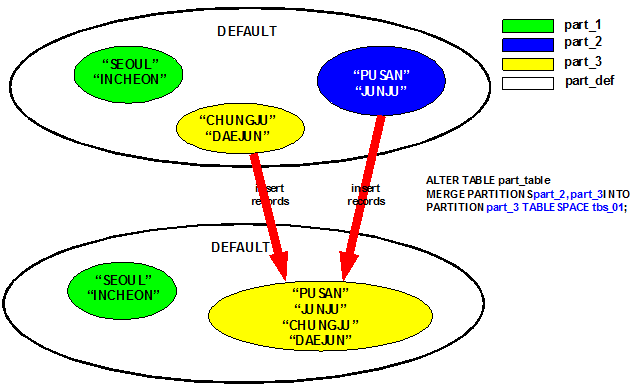 DEFAULT
“SEOUL”
“INCHEON”
“PUSAN”
“JUNJU”
“CHUNGJU”
“DAEJUN”
part_1
part_2
part_3
part_def
insert
records
insert
records
ALTER TABLE part_table
MERGE PARTITIONS part_2, part_3 INTO
PARTITION part_3 TABLESPACE tbs_01;
DEFAULT
“SEOUL”
“INCHEON”
“PUSAN”
“JUNJU”
“CHUNGJU”
“DAEJUN”